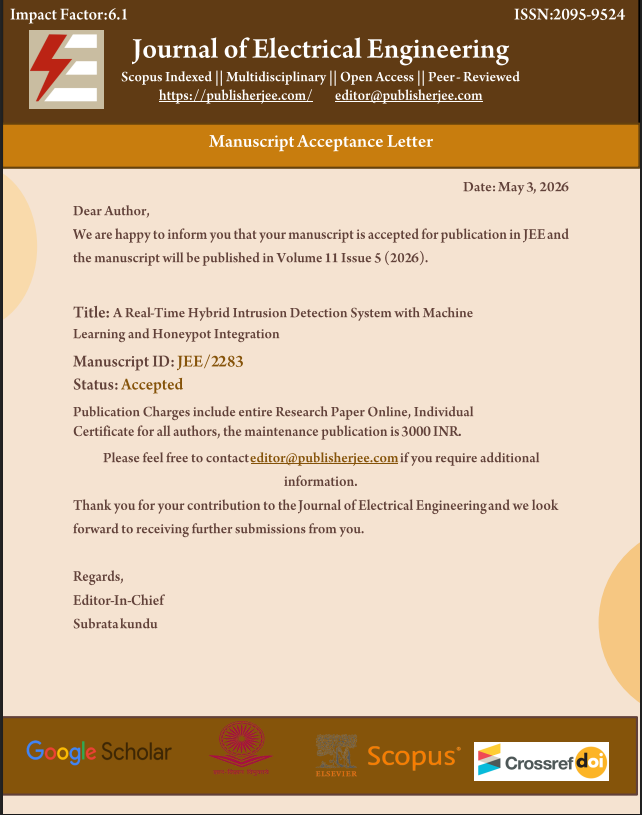 Impact Factor:6.1
ISSN:2095-9524
Journal of Electrical Engineering
Scopus Indexed || Multidisciplinary || Open Access || Peer - Reviewed
https://publisherjee.com/ editor@publisherjee.com
Manuscript Acceptance Letter
Date: May 3, 2026
Dear Author,
We are happy to inform you that your manuscript is accepted for publication in JEE and
the manuscript will be published in Volume 11 Issue 5 (2026).
Title: A Real-Time Hybrid Intrusion Detection System with Machine
Learning and Honeypot Integration
Manuscript ID: JEE/2283
Status: Accepted
Publication Charges include entire Research Paper Online, Individual
Certificate for all authors, the maintenance publication is 3000 INR.
Please feel free to contact editor@publisherjee.com if you require additional
information.
Thank you for your contribution to the Journal of Electrical Engineering and we look
forward to receiving further submissions from you.
Regards,
Editor-In-Chief
Subrata kundu
Google Scholar
ELSEVIER
Scopus
Crossref doi